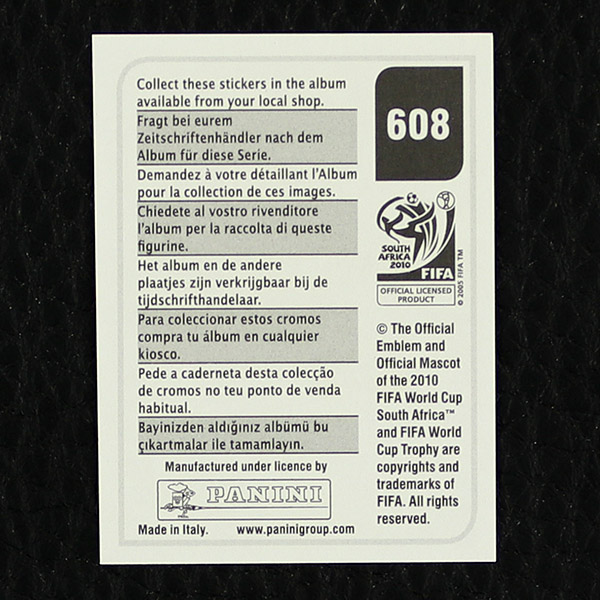 Collect these stickers in the album
available from your local shop.
Fragt bei eurem
Zeitschriftenhändler nach dem
Album für diese Serie.
Demandez à votre détaillant l'Album
pour la collection de ces images.
Chiedete al vostro rivenditore
l'album per la raccolta di queste
figurine.
Het album en de andere
plaatjes zijn verkrijgbaar bij de
tijdschrifthandelaar.
Para coleccionar estos cromos
compra tu álbum en cualquier
kiosco.
Pede a caderneta desta colecção
de cromos no teu ponto de venda
habitual.
Bayinizden aldığınız albümü bu
çıkartmalar ile tamamlayın.
Manufactured under licence by
PANINI
Made in Italy. www.paninigroup.com
608
SOUTH
AFRICA
2010
FIFA
OFFICIAL LICENSED
PRODUCT
© 2005 FIFA TM
© The Official
Emblem and
Official Mascot
of the 2010
FIFA World Cup
South Africa™
and FIFA World
Cup Trophy are
copyrights and
trademarks of
FIFA. All rights
reserved.